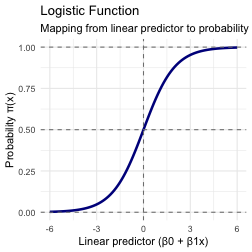 Logistic Function
Mapping from linear predictor to probability
Probability π(x)
1.00
0.75
0.50
0.25
0.00
-6
-3
0
3
6
Linear predictor (β0 + β1x)